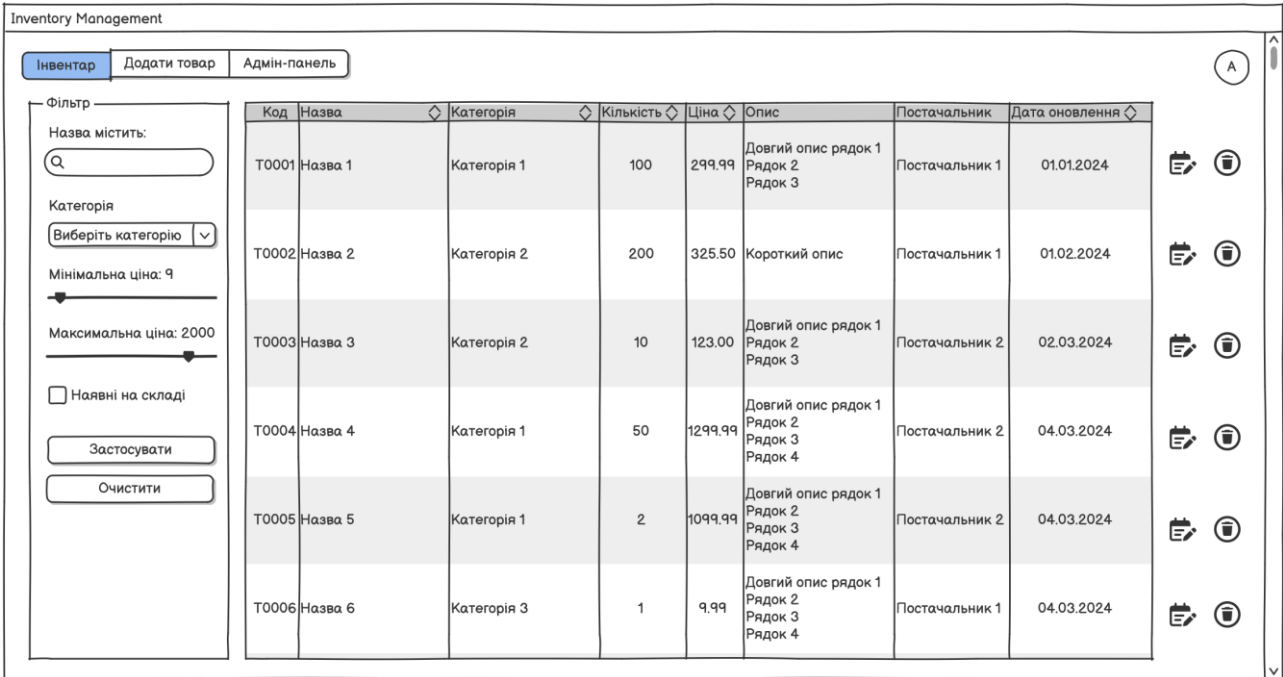 Inventory Management
Інвентар Додати товар Адмін-панель A
Фільтр
Назва містить:
Категорія
Виберіть категорію
Мінімальна ціна: 9
Максимальна ціна: 2000
Наявні на складі
Застосувати
Очистити
Код Назва Категорія Кількість Ціна Опис Постачальник Дата оновлення
T0001 Назва 1 Категорія 1 100 299.99 Довгий опис рядок 1
Рядок 2
Рядок 3
Постачальник 1 01.01.2024
T0002 Назва 2 Категорія 2 200 325.50 Короткий опис Постачальник 1 01.02.2024
T0003 Назва 3 Категорія 2 10 123.00 Довгий опис рядок 1
Рядок 2
Рядок 3
Постачальник 2 02.03.2024
T0004 Назва 4 Категорія 1 50 1299.99 Довгий опис рядок 1
Рядок 2
Рядок 3
Рядок 4
Постачальник 2 04.03.2024
T0005 Назва 5 Категорія 1 2 1099.99 Довгий опис рядок 1
Рядок 2
Рядок 3
Рядок 4
Постачальник 2 04.03.2024
T0006 Назва 6 Категорія 3 1 9.99 Довгий опис рядок 1
Рядок 2
Рядок 3
Рядок 4
Постачальник 1 04.03.2024